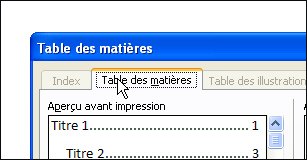 Table des matières
Index Table des matières Table des illustration
Aperçu avant impression
Titre 1........................................ 1
Titre 2.................................... 3